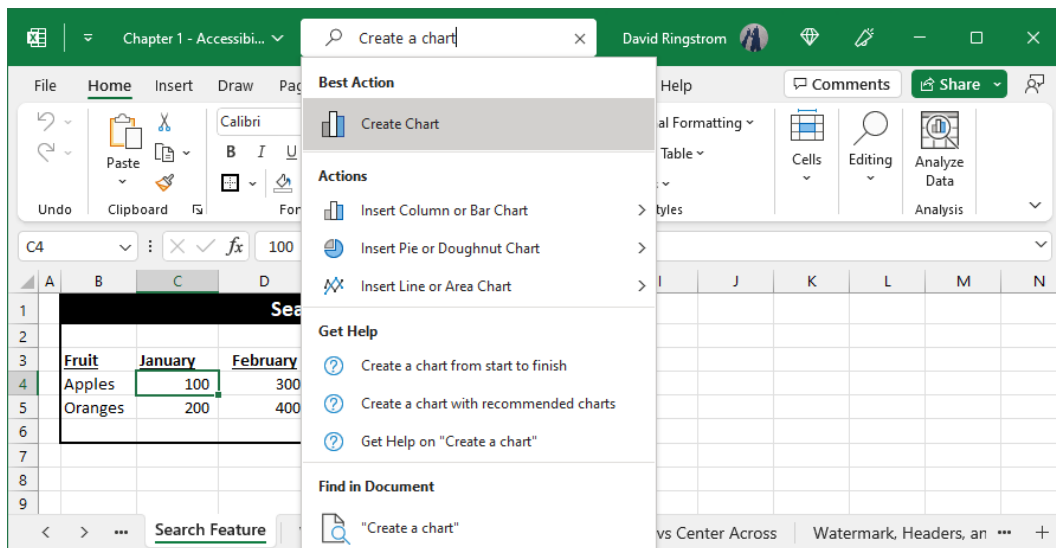 Chapter 1 - Accessibi...
Create a chart
David Ringstrom
File Home Insert Draw Pag Help Comments Share
Best Action
Create Chart
Actions
Insert Column or Bar Chart
Insert Pie or Doughnut Chart
Insert Line or Area Chart
Get Help
Create a chart from start to finish
Create a chart with recommended charts
Get Help on "Create a chart"
Find in Document
"Create a chart"
Calibri
B I U
Paste
al Formatting
Table
Cells
Editing
Analyze
Data
Undo Clipboard For tyles Analysis
C4 fx 100
A B C D I J K L M N
1 Sea
2
3 Fruit January February
4 Apples 100 300
5 Oranges 200 400
6
7
8
9
... Search Feature vs Center Across Watermark, Headers, an ...